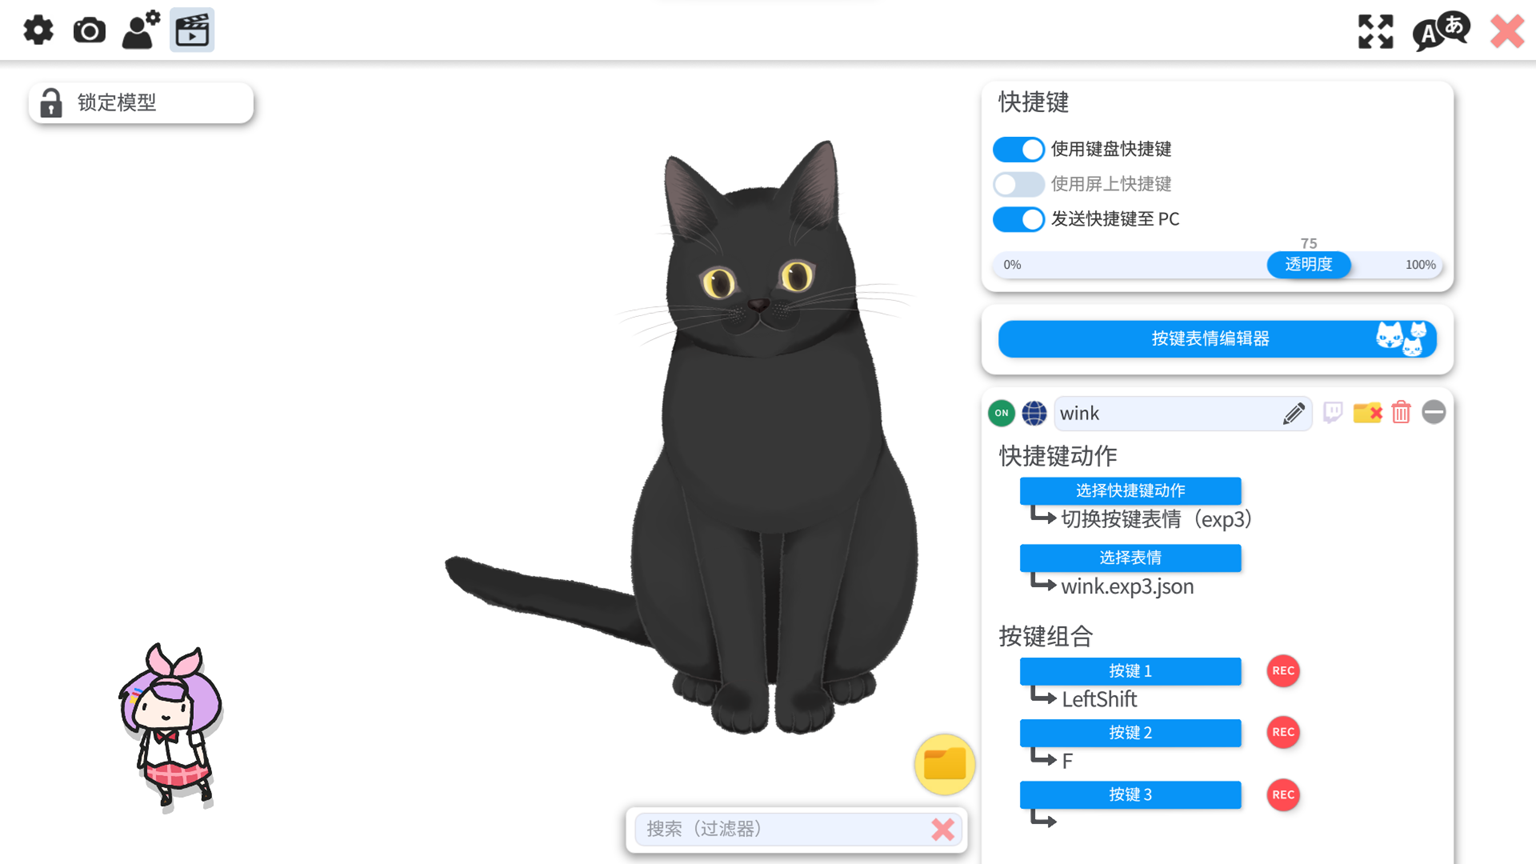 A あ
锁定模型
快捷键
使用键盘快捷键
使用屏上快捷键
发送快捷键至 PC
75
0% 透明度 100%
按键表情编辑器
ON wink
快捷键动作
选择快捷键动作
切换按键表情（exp3）
选择表情
wink.exp3.json
按键组合
按键 1 REC
LeftShift
按键 2 REC
F
按键 3 REC
搜索（过滤器）